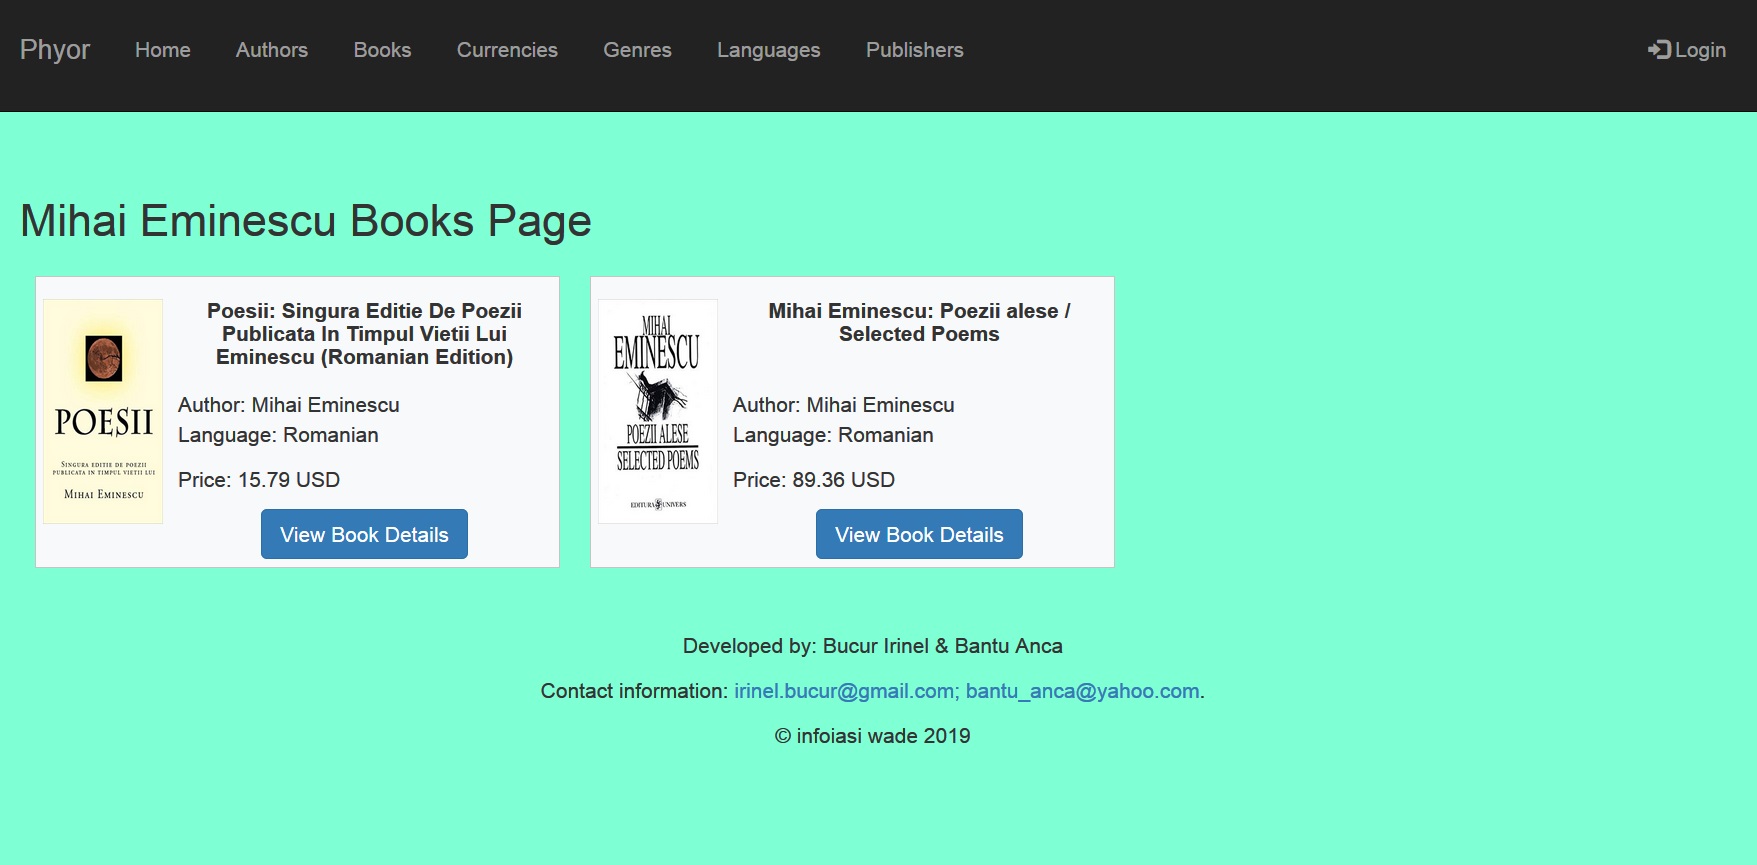 Phyor Home Authors Books Currencies Genres Languages Publishers Login
Mihai Eminescu Books Page
POESII
SINGURA EDITIE DE POEZII
PUBLICATA IN TIMPUL VIETII LUI
MIHAI EMINESCU
Poesii: Singura Editie De Poezii
Publicata In Timpul Vietii Lui
Eminescu (Romanian Edition)
Author: Mihai Eminescu
Language: Romanian
Price: 15.79 USD
View Book Details
MIHAI
EMINESCU
POEZII ALESE
SELECTED POEMS
EDITURA UNIVERS
Mihai Eminescu: Poezii alese /
Selected Poems
Author: Mihai Eminescu
Language: Romanian
Price: 89.36 USD
View Book Details
Developed by: Bucur Irinel & Bantu Anca
Contact information: irinel.bucur@gmail.com; bantu_anca@yahoo.com.
© infoiasi wade 2019